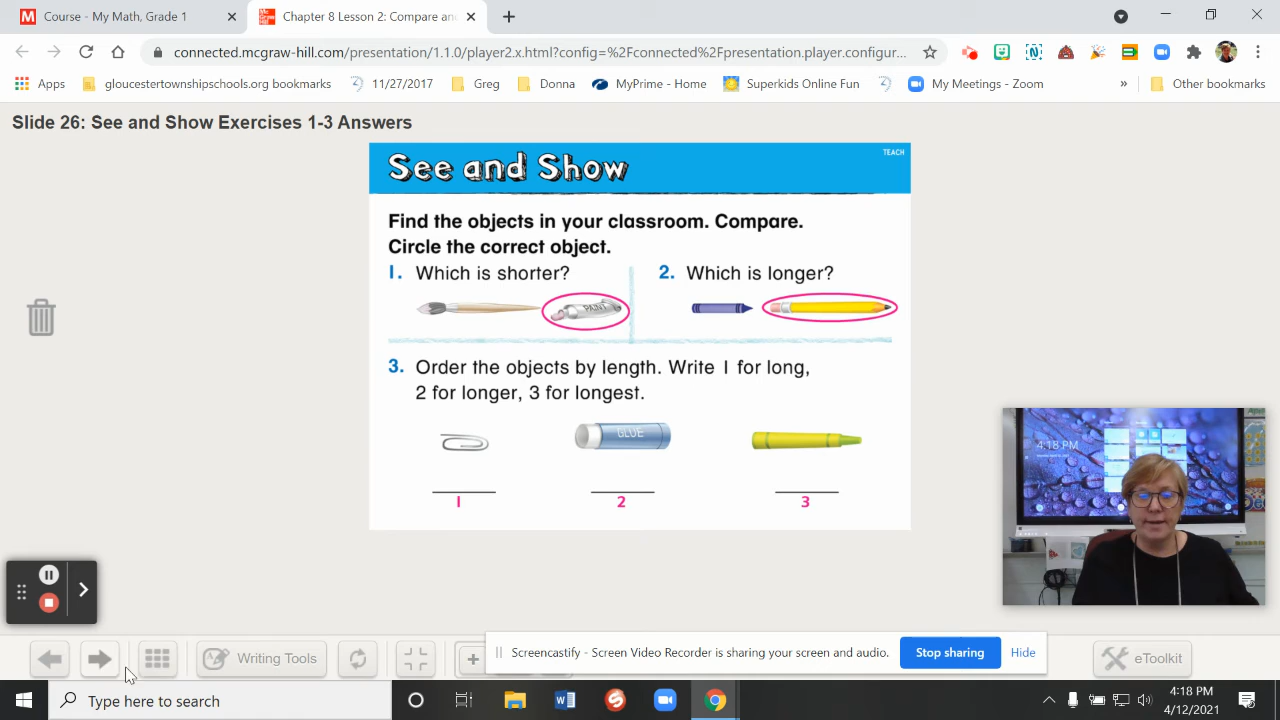 Course - My Math, Grade 1
Chapter 8 Lesson 2: Compare an
connected.mcgraw-hill.com/presentation/1.1.0/player2.x.html?config=%2Fconnected%2Fpresentation.player.configur...
Apps
gloucestertownshipschools.org bookmarks
11/27/2017
Greg
Donna
MyPrime - Home
Superkids Online Fun
My Meetings - Zoom
»
Other bookmarks
Slide 26: See and Show Exercises 1-3 Answers
See and Show
TEACH
Find the objects in your classroom. Compare.
Circle the correct object.
1. Which is shorter?
2. Which is longer?
PAINT
3. Order the objects by length. Write 1 for long,
2 for longer, 3 for longest.
GLUE
1
2
3
4:18 PM
Writing Tools
Screencastify - Screen Video Recorder is sharing your screen and audio.
Stop sharing
Hide
eToolkit
Type here to search
4:18 PM
4/12/2021